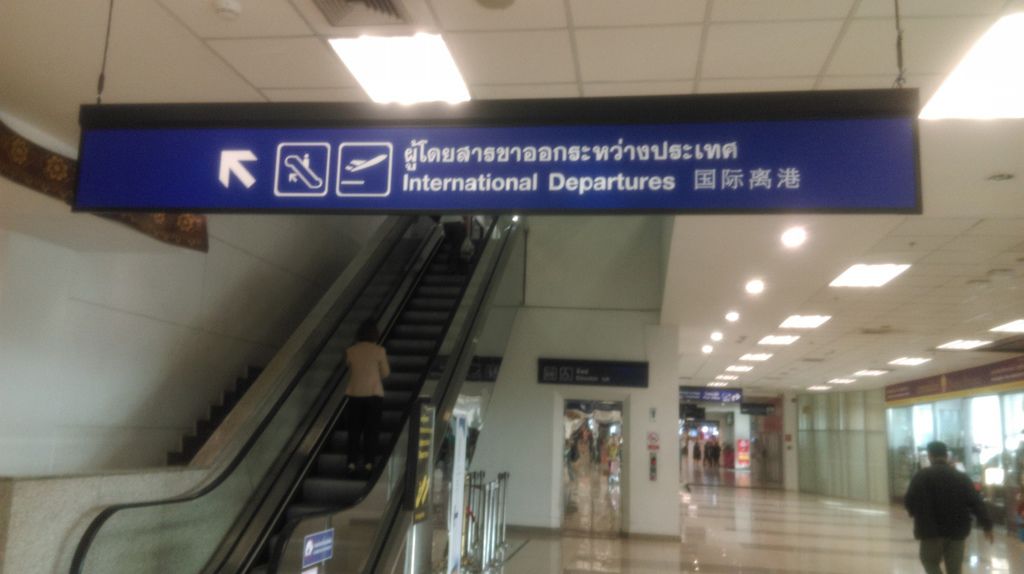 ผู้โดยสารขาออกระหว่างประเทศ
International Departures 国际离港